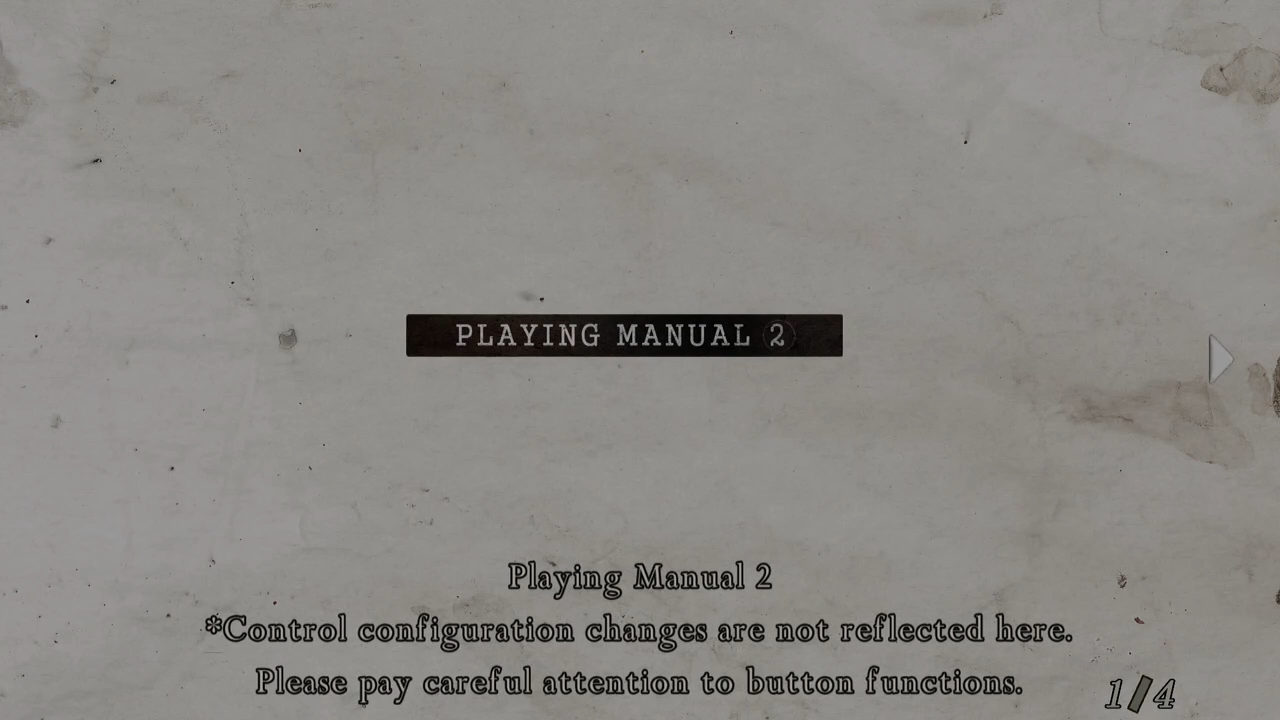 PLAYING MANUAL ②
Playing Manual 2
*Control configuration changes are not reflected here.
Please pay careful attention to button functions.
1/4